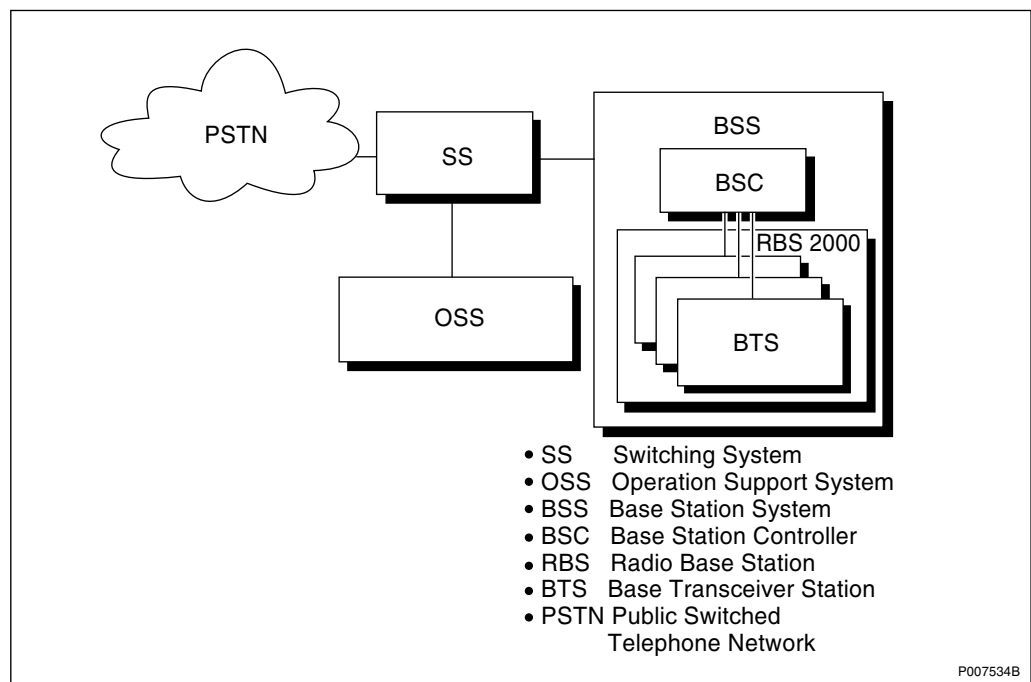 PSTN
SS
BSS
BSC
RBS 2000
OSS
BTS
• SS Switching System
• OSS Operation Support System
• BSS Base Station System
• BSC Base Station Controller
• RBS Radio Base Station
• BTS Base Transceiver Station
• PSTN Public Switched
Telephone Network
P007534B